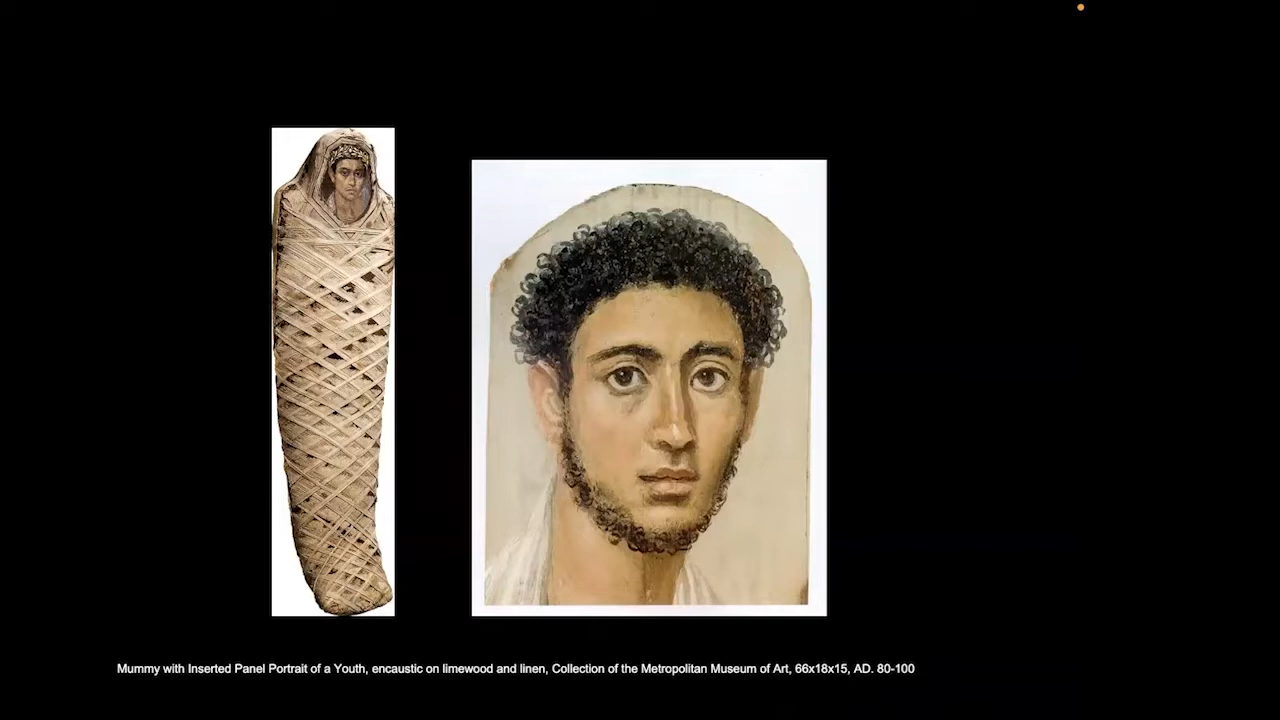 Mummy with Inserted Panel Portrait of a Youth, encaustic on limewood and linen, Collection of the Metropolitan Museum of Art, 66x18x15, AD. 80-100